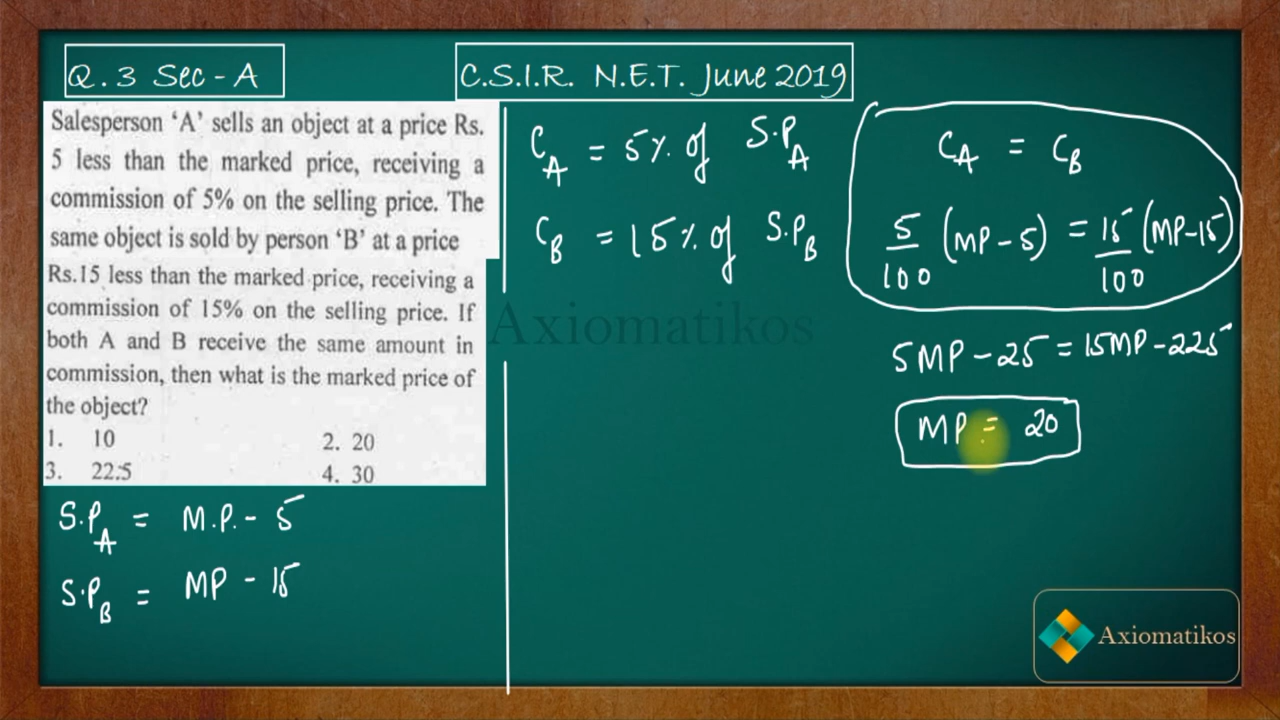 Q. 3 Sec - A
C.S.I.R. N.E.T. June 2019
Salesperson ‘A’ sells an object at a price Rs.
5 less than the marked price, receiving a
commission of 5% on the selling price. The
same object is sold by person ‘B’ at a price
Rs.15 less than the marked price, receiving a
commission of 15% on the selling price. If
both A and B receive the same amount in
commission, then what is the marked price of
the object?
1. 10 2. 20
3. 22.5 4. 30
S.P_A = M.P. - 5
S.P_B = MP - 15
C_A = 5% of S.P_A
C_B = 15% of S.P_B
C_A = C_B
5/100 (MP - 5) = 15/100 (MP - 15)
5MP - 25 = 15MP - 225
MP = 20
Axiomatikos
Axiomatikos